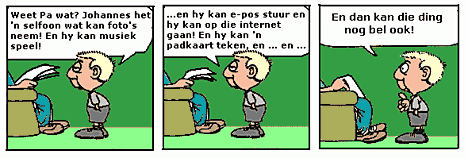 Weet Pa wat? Johannes het
'n selfoon wat kan foto's
neem! En hy kan musiek
speel!
...en hy kan e-pos stuur en
hy kan op die internet
gaan! En hy kan 'n
padkaart teken, en ... en ...
En dan kan die ding
nog bel ook!